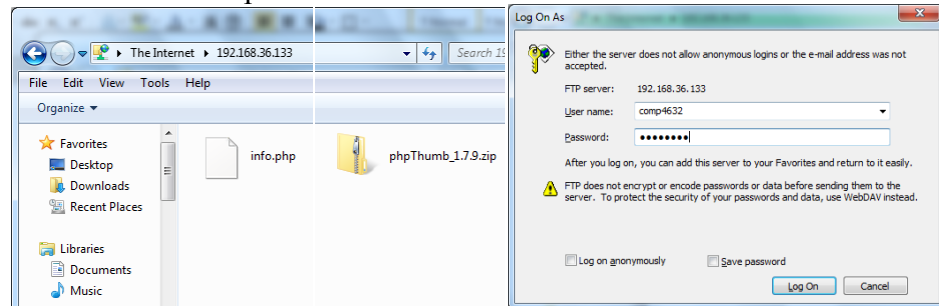 The Internet ▸ 192.168.36.133
Search 19
File Edit View Tools Help
Organize
Favorites
Desktop
Downloads
Recent Places
Libraries
Documents
Music
info.php
phpThumb_1.7.9.zip
Log On As
Either the server does not allow anonymous logins or the e-mail address was not
accepted.
FTP server: 192.168.36.133
User name: comp4632
Password: ••••••••
After you log on, you can add this server to your Favorites and return to it easily.
FTP does not encrypt or encode passwords or data before sending them to the
server. To protect the security of your passwords and data, use WebDAV instead.
Log on anonymously Save password
Log On Cancel